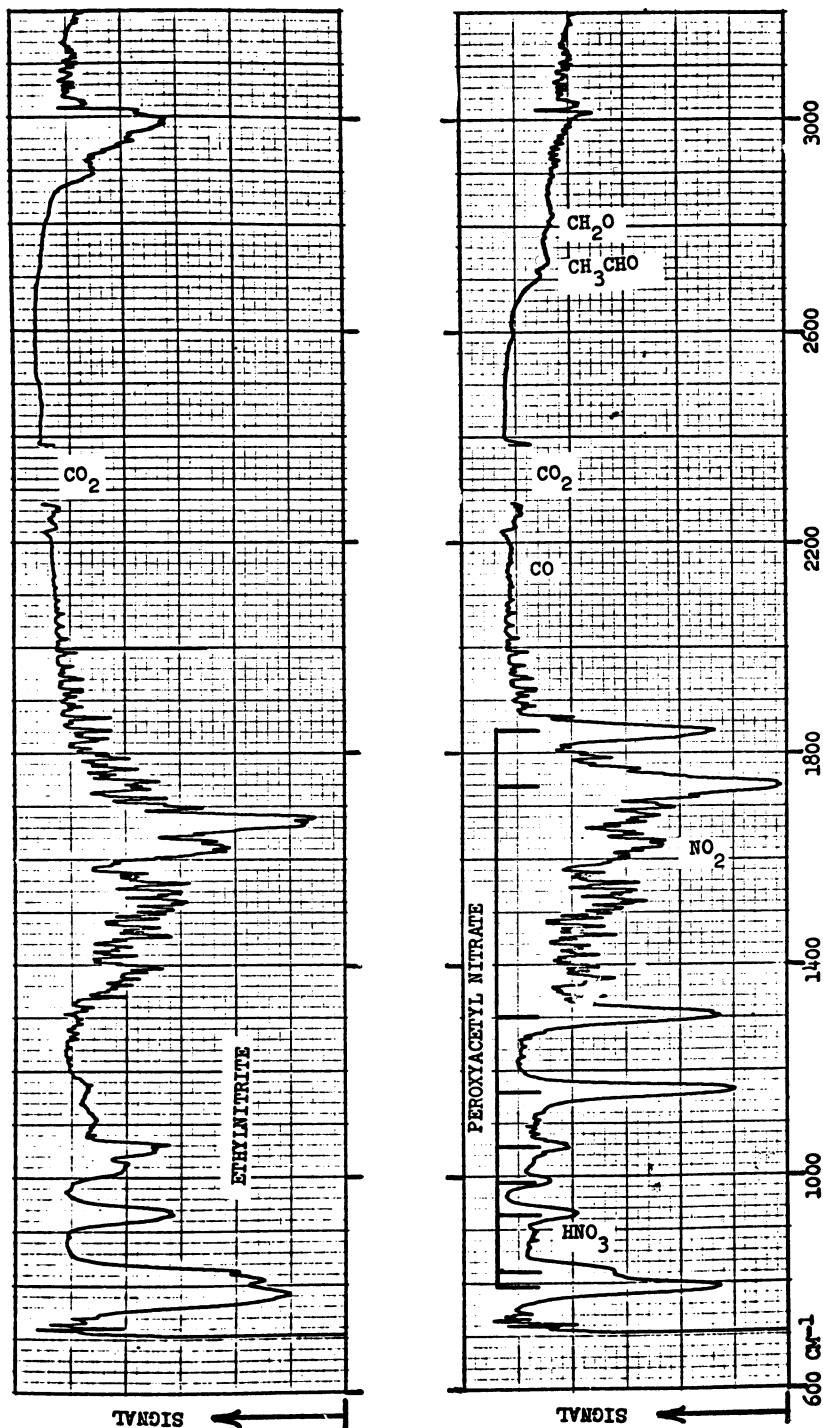 CO2
ETHYLNITRITE
SIGNAL
CH2O
CH3CHO
CO2
CO
NO2
PEROXYACETYL NITRATE
HNO3
SIGNAL
3000
2600
2200
1800
1400
1000
600 CM-1